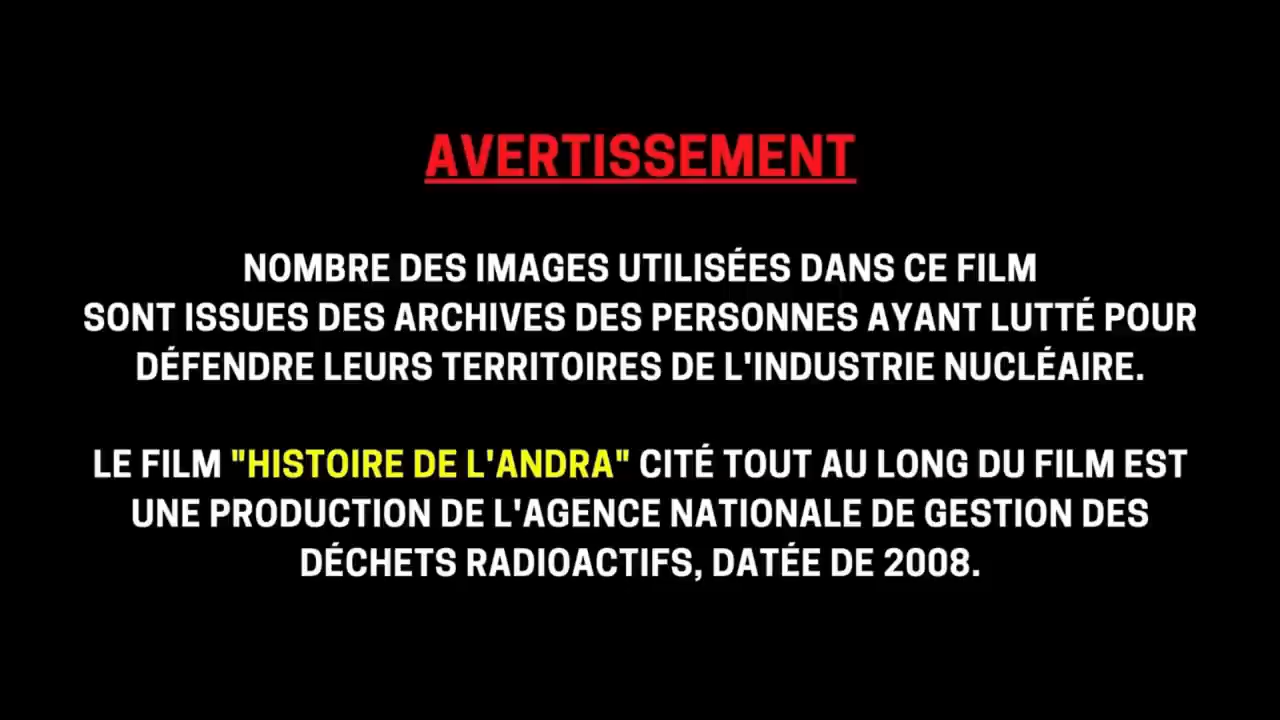 AVERTISSEMENT
NOMBRE DES IMAGES UTILISÉES DANS CE FILM
SONT ISSUES DES ARCHIVES DES PERSONNES AYANT LUTTÉ POUR
DÉFENDRE LEURS TERRITOIRES DE L'INDUSTRIE NUCLÉAIRE.
LE FILM "HISTOIRE DE L'ANDRA" CITÉ TOUT AU LONG DU FILM EST
UNE PRODUCTION DE L'AGENCE NATIONALE DE GESTION DES
DÉCHETS RADIOACTIFS, DATÉE DE 2008.